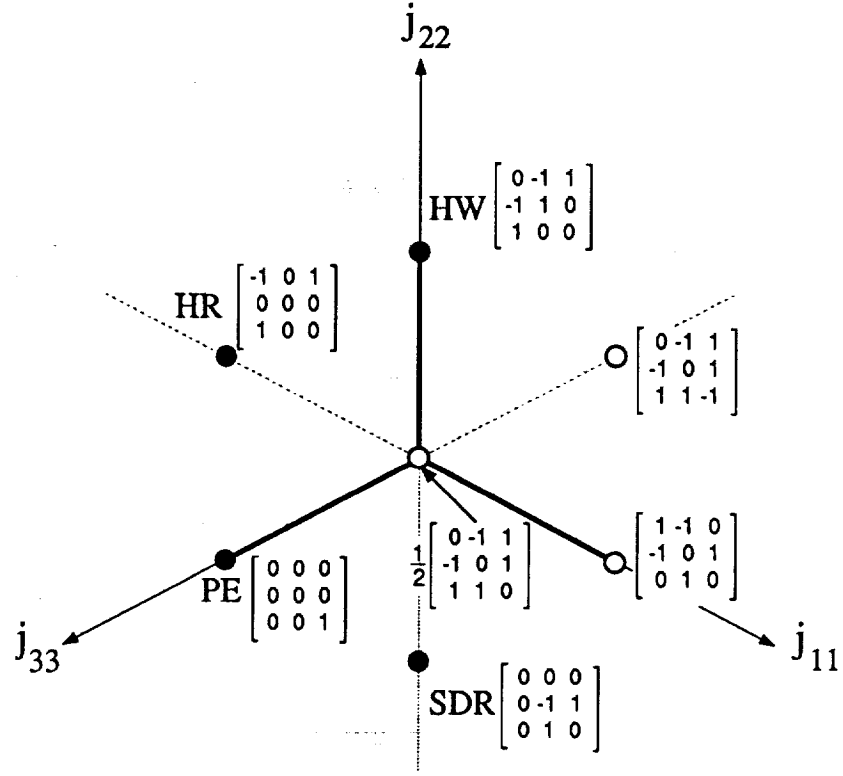 j₂₂
HW [ 0 -1 1
-1 1 0
1 0 0 ]
HR [ -1 0 1
0 0 0
1 0 0 ]
[ 0 -1 1
-1 0 1
1 1 -1 ]
1/2 [ 0 -1 1
-1 0 1
1 1 0 ]
[ 1 -1 0
-1 0 1
0 1 0 ]
PE [ 0 0 0
0 0 0
0 0 1 ]
j₃₃
j₁₁
SDR [ 0 0 0
0 -1 1
0 1 0 ]